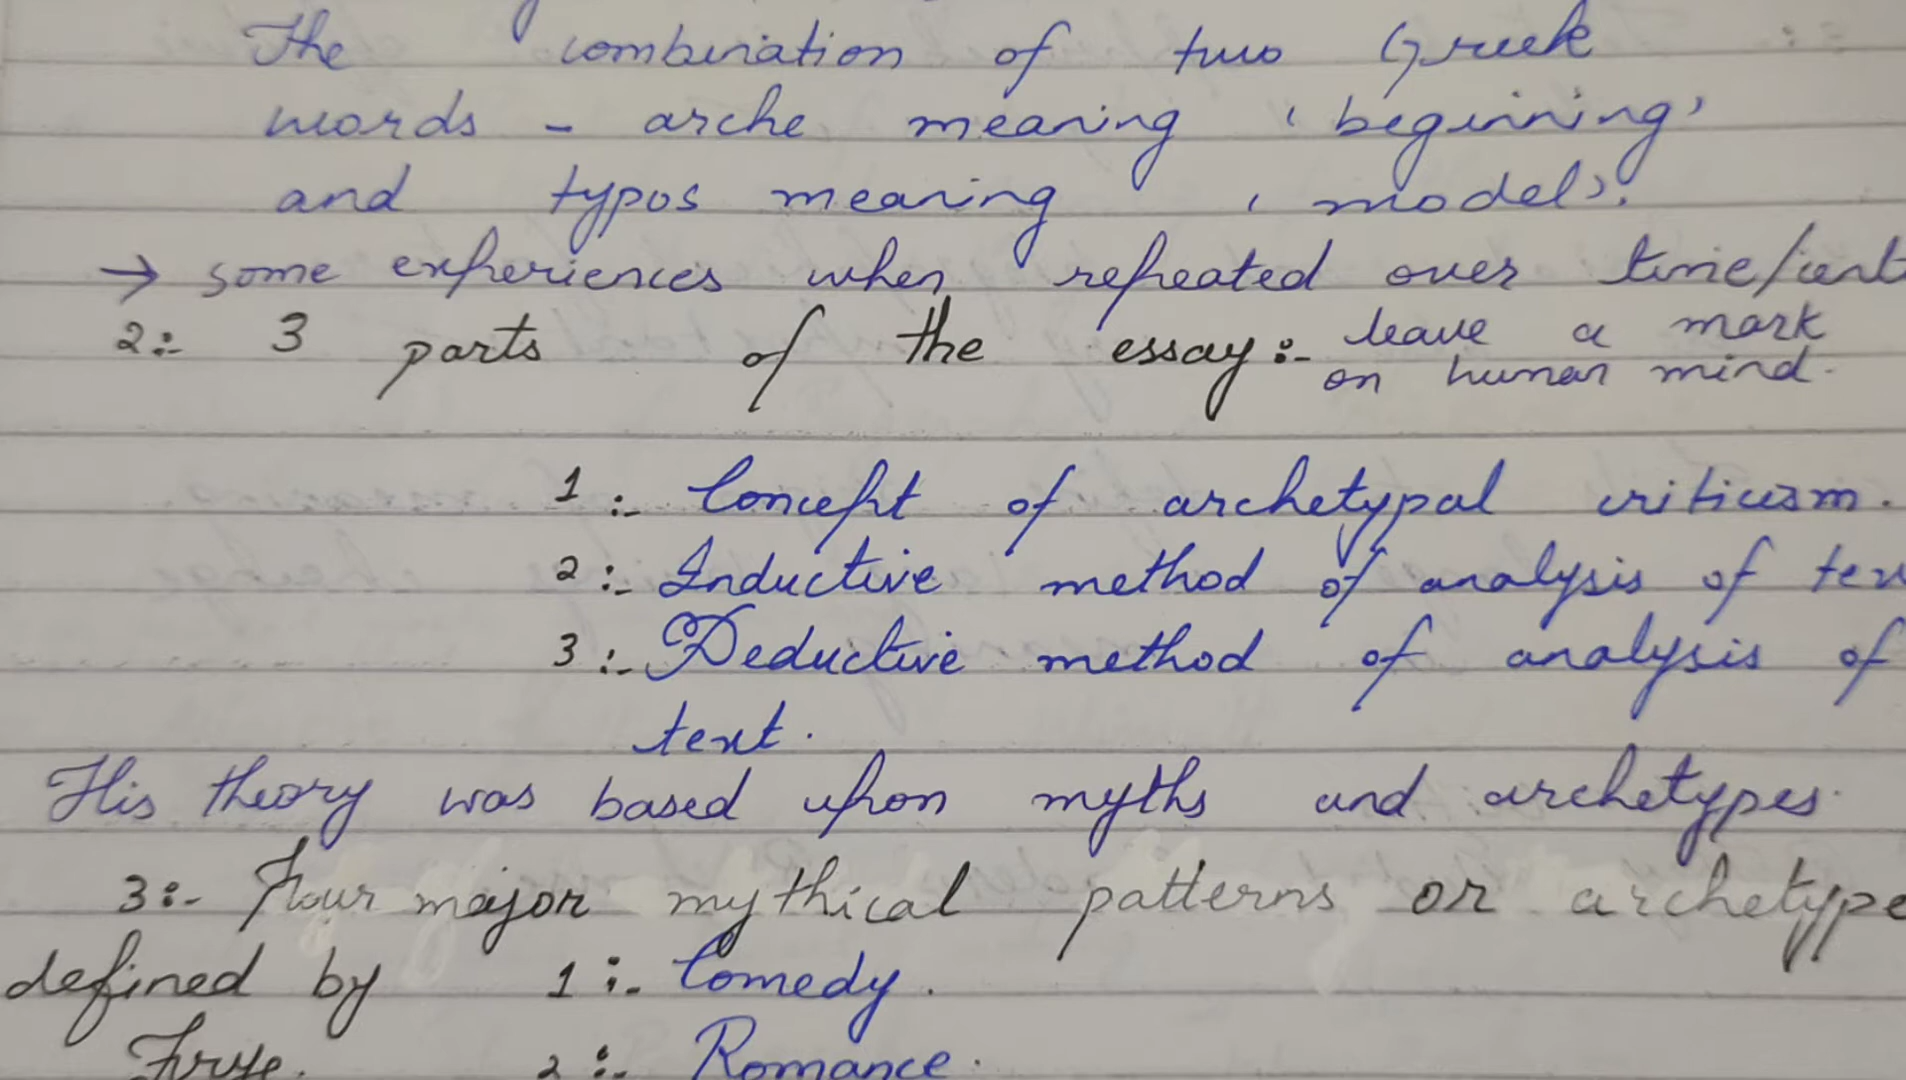 The combination of two Greek
words - arche meaning 'beginning'
and typos meaning 'model'.
→ some experiences when repeated over time/cent
leave a mark
on human mind.
2:- 3 parts of the essay:-
1:- Concept of archetypal criticism.
2:- Inductive method of analysis of tex
3:- Deductive method of analysis of
text.
His theory was based upon myths and archetypes.
3:- Four major mythical patterns or archetype
defined by 1:- Comedy.
Frye. 2:- Romance.